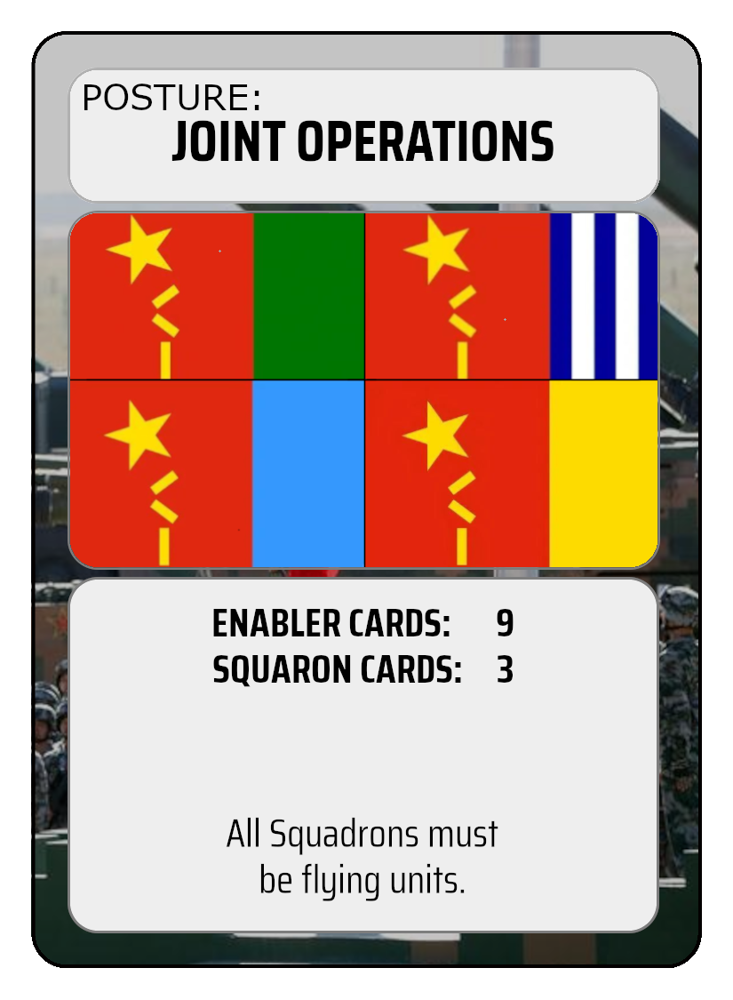 POSTURE:
JOINT OPERATIONS
ENABLER CARDS: 9
SQUARON CARDS: 3
All Squadrons must
be flying units.